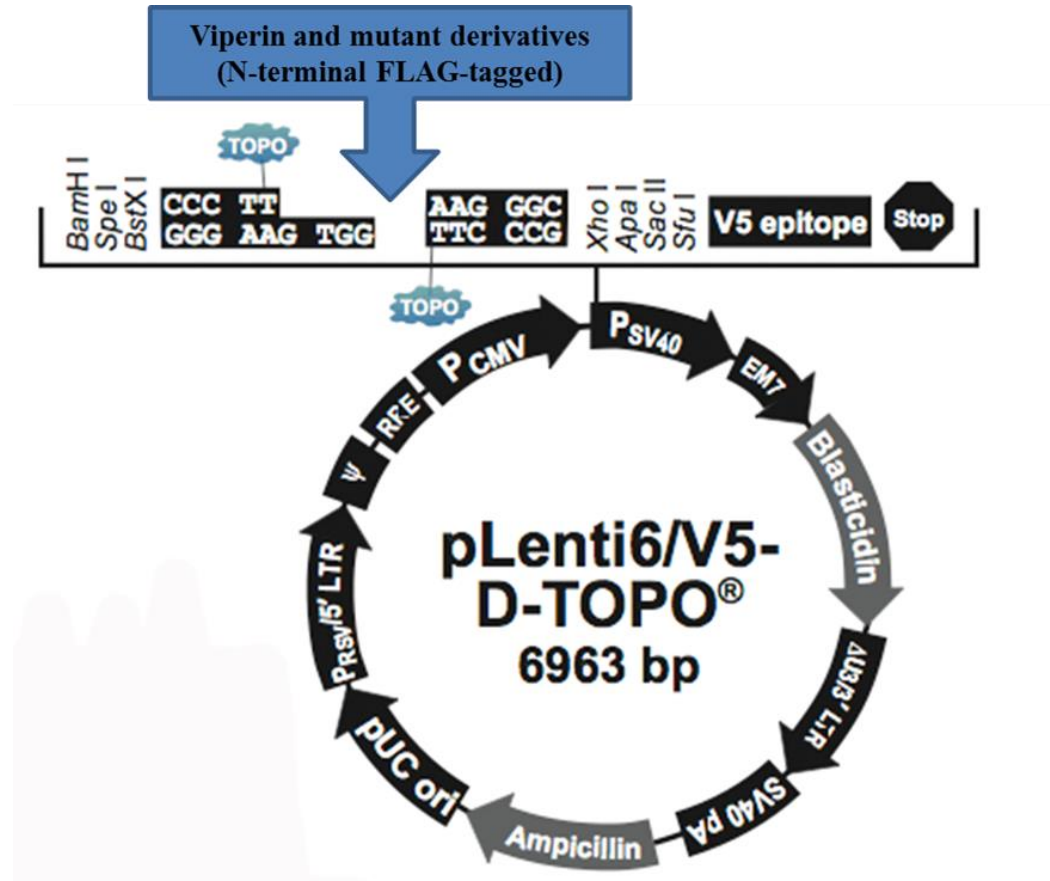 Viperin and mutant derivatives
(N-terminal FLAG-tagged)
TOPO
BamH I
Spe I
BstX I
CCC TT
GGG AAG TGG
AAG GGC
TTC CCG
Xho I
Apa I
Sac II
Sfu I
V5 epitope
Stop
TOPO
PCMV
PSV40
EM7
RRE
Ψ
Blasticidin
PRSV/5' LTR
pLenti6/V5-
D-TOPO®
6963 bp
ΔU3/3' LTR
pUC ori
SV40 pA
Ampicillin